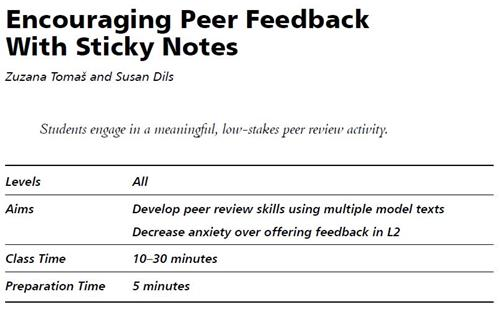 Encouraging Peer Feedback
With Sticky Notes
Zuzana Tomaš and Susan Dils
Students engage in a meaningful, low-stakes peer review activity.
Levels All
Aims Develop peer review skills using multiple model texts
Decrease anxiety over offering feedback in L2
Class Time 10–30 minutes
Preparation Time 5 minutes